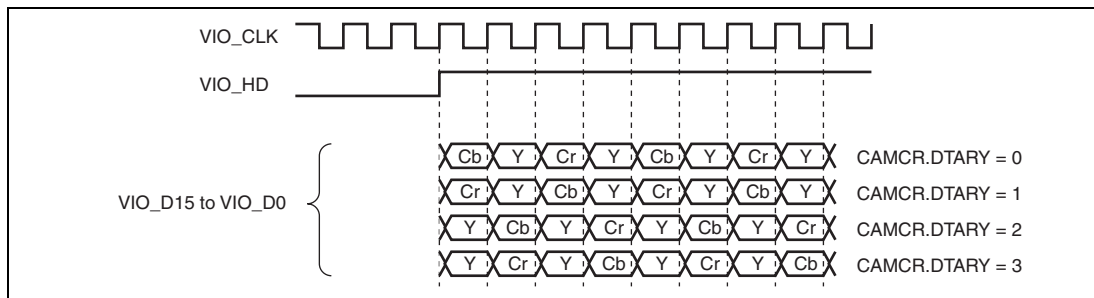 VIO_CLK
VIO_HD
VIO_D15 to VIO_D0
Cb Y Cr Y Cb Y Cr Y CAMCR.DTARY = 0
Cr Y Cb Y Cr Y Cb Y CAMCR.DTARY = 1
Y Cb Y Cr Y Cb Y Cr CAMCR.DTARY = 2
Y Cr Y Cb Y Cr Y Cb CAMCR.DTARY = 3